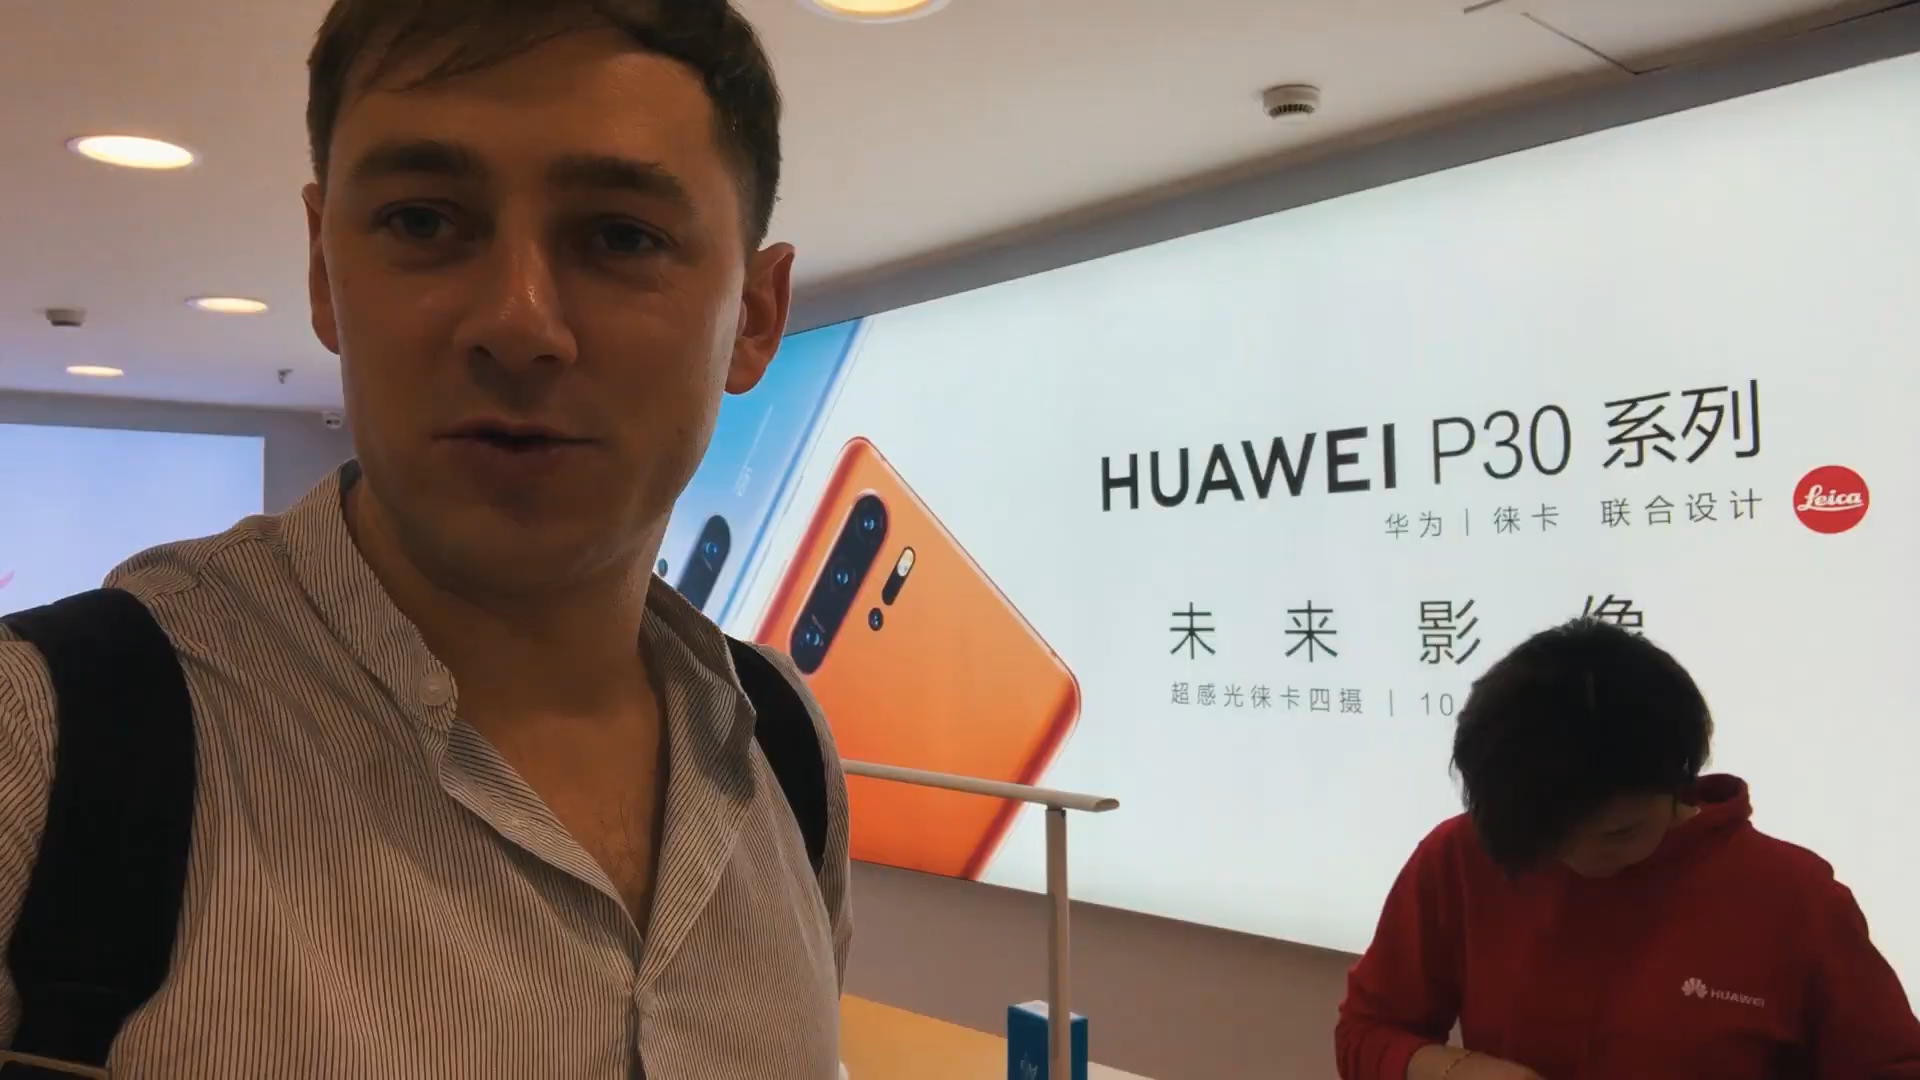 HUAWEI P30 系列
华为 | 徕卡 联合设计
Leica
未来影像
超感光徕卡四摄 | 10
HUAWEI